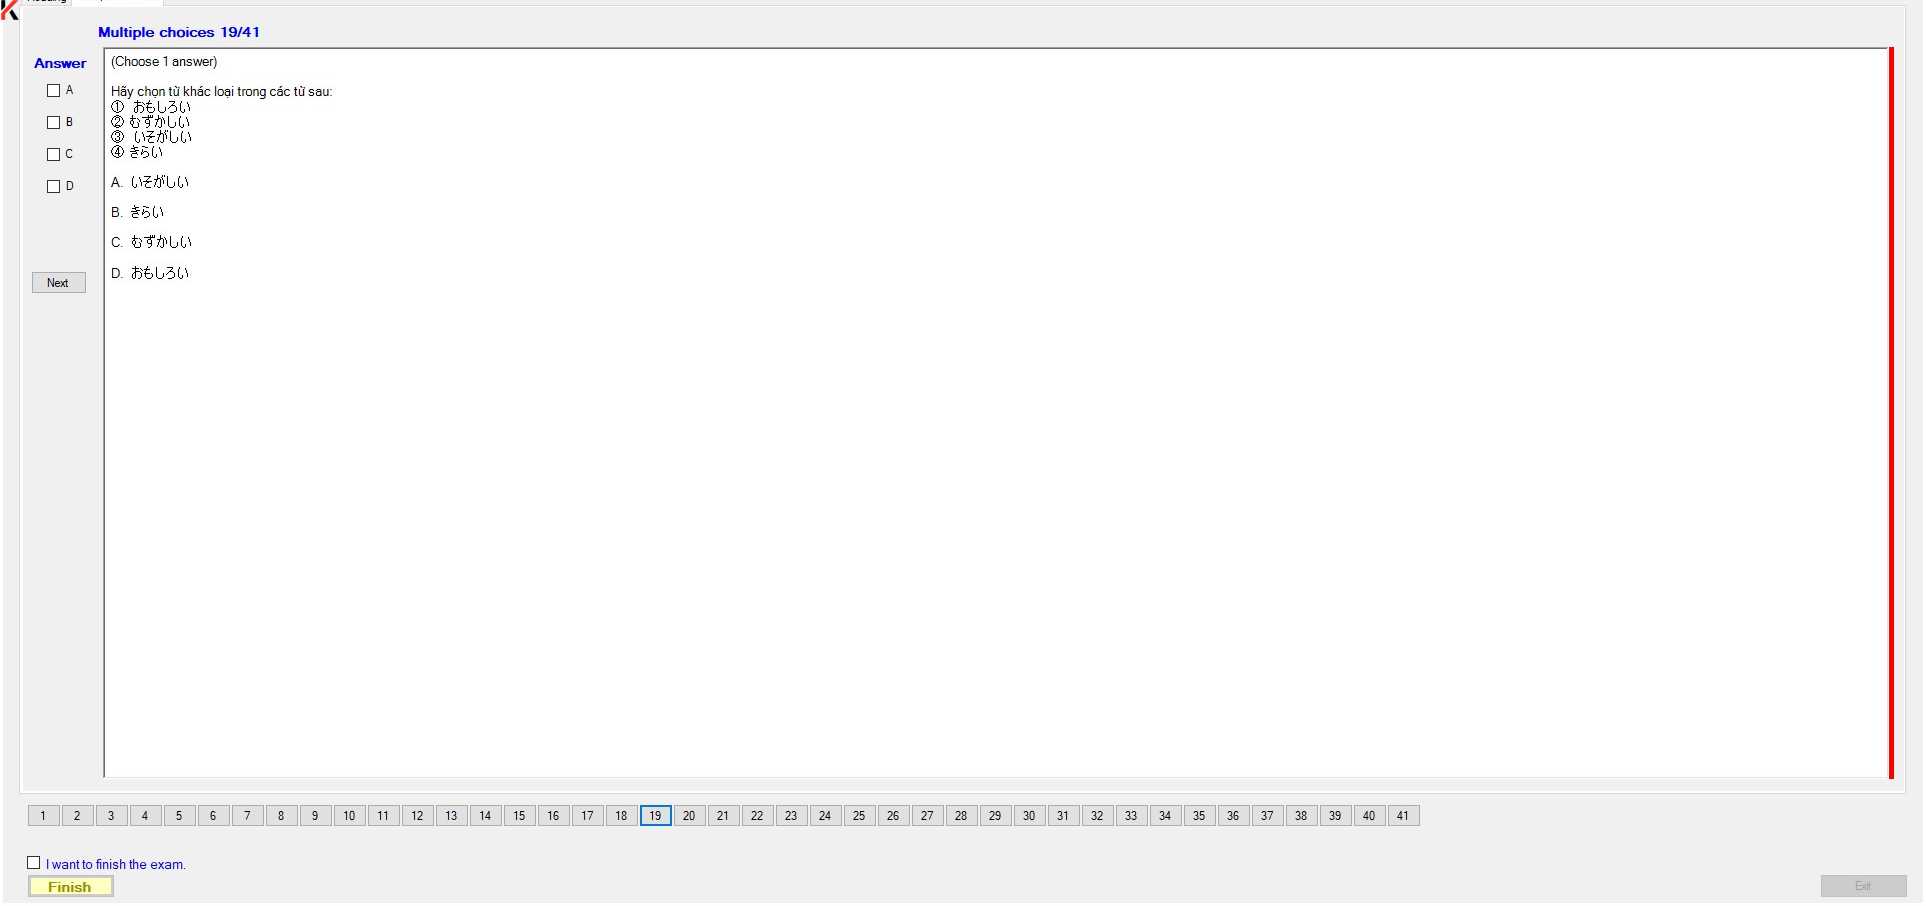 Multiple choices 19/41
Answer
(Choose 1 answer)
A
B
C
D
Next
Hãy chọn từ khác loại trong các từ sau:
① おもしろい
② むずかしい
③ いそがしい
④ きらい
A. いそがしい
B. きらい
C. むずかしい
D. おもしろい
1 2 3 4 5 6 7 8 9 10 11 12 13 14 15 16 17 18 19 20 21 22 23 24 25 26 27 28 29 30 31 32 33 34 35 36 37 38 39 40 41
I want to finish the exam.
Finish
Exit